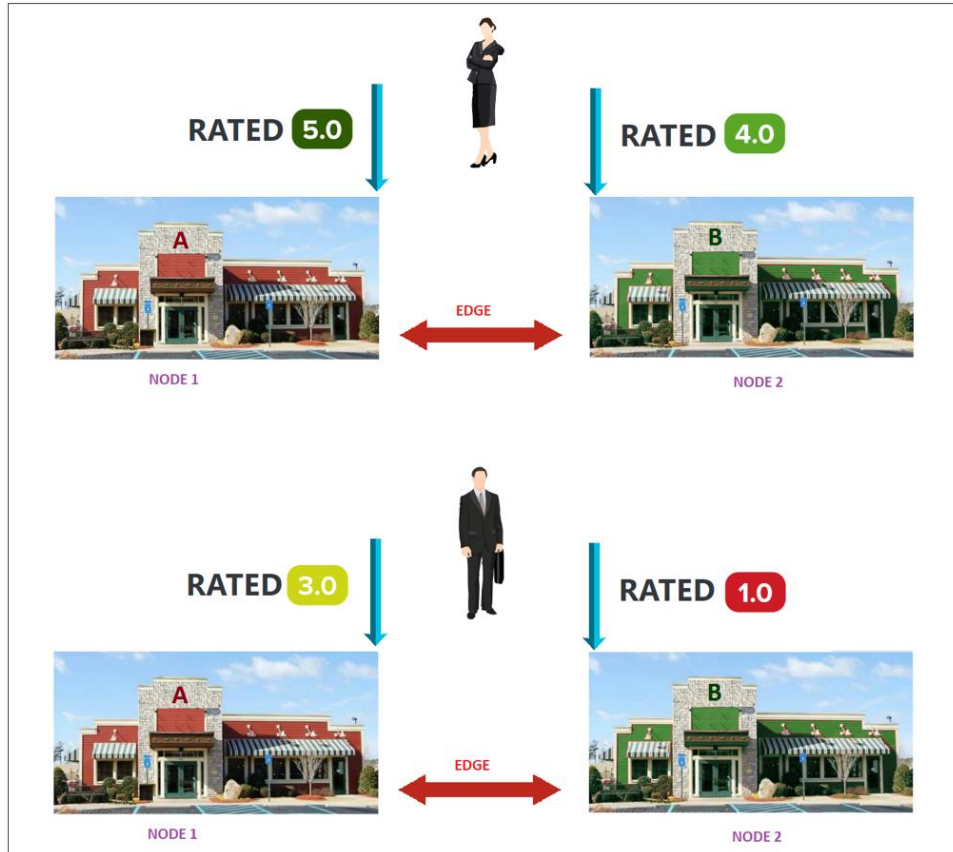 RATED 5.0
RATED 4.0
A
B
EDGE
NODE 1
NODE 2
RATED 3.0
RATED 1.0
A
B
EDGE
NODE 1
NODE 2